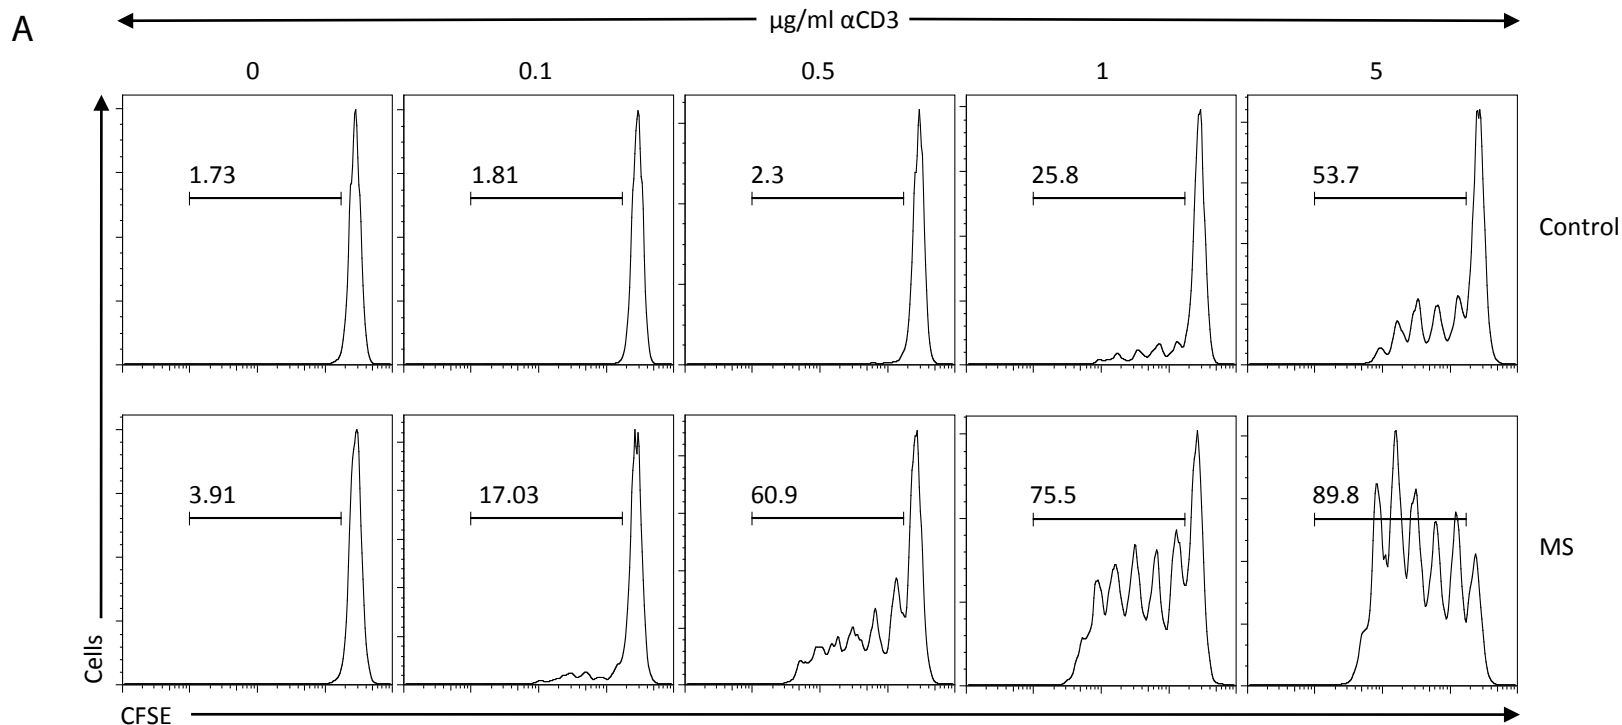 A
µg/ml αCD3
0 0.1 0.5 1 5
1.73 1.81 2.3 25.8 53.7
Control
3.91 17.03 60.9 75.5 89.8
MS
Cells
CFSE